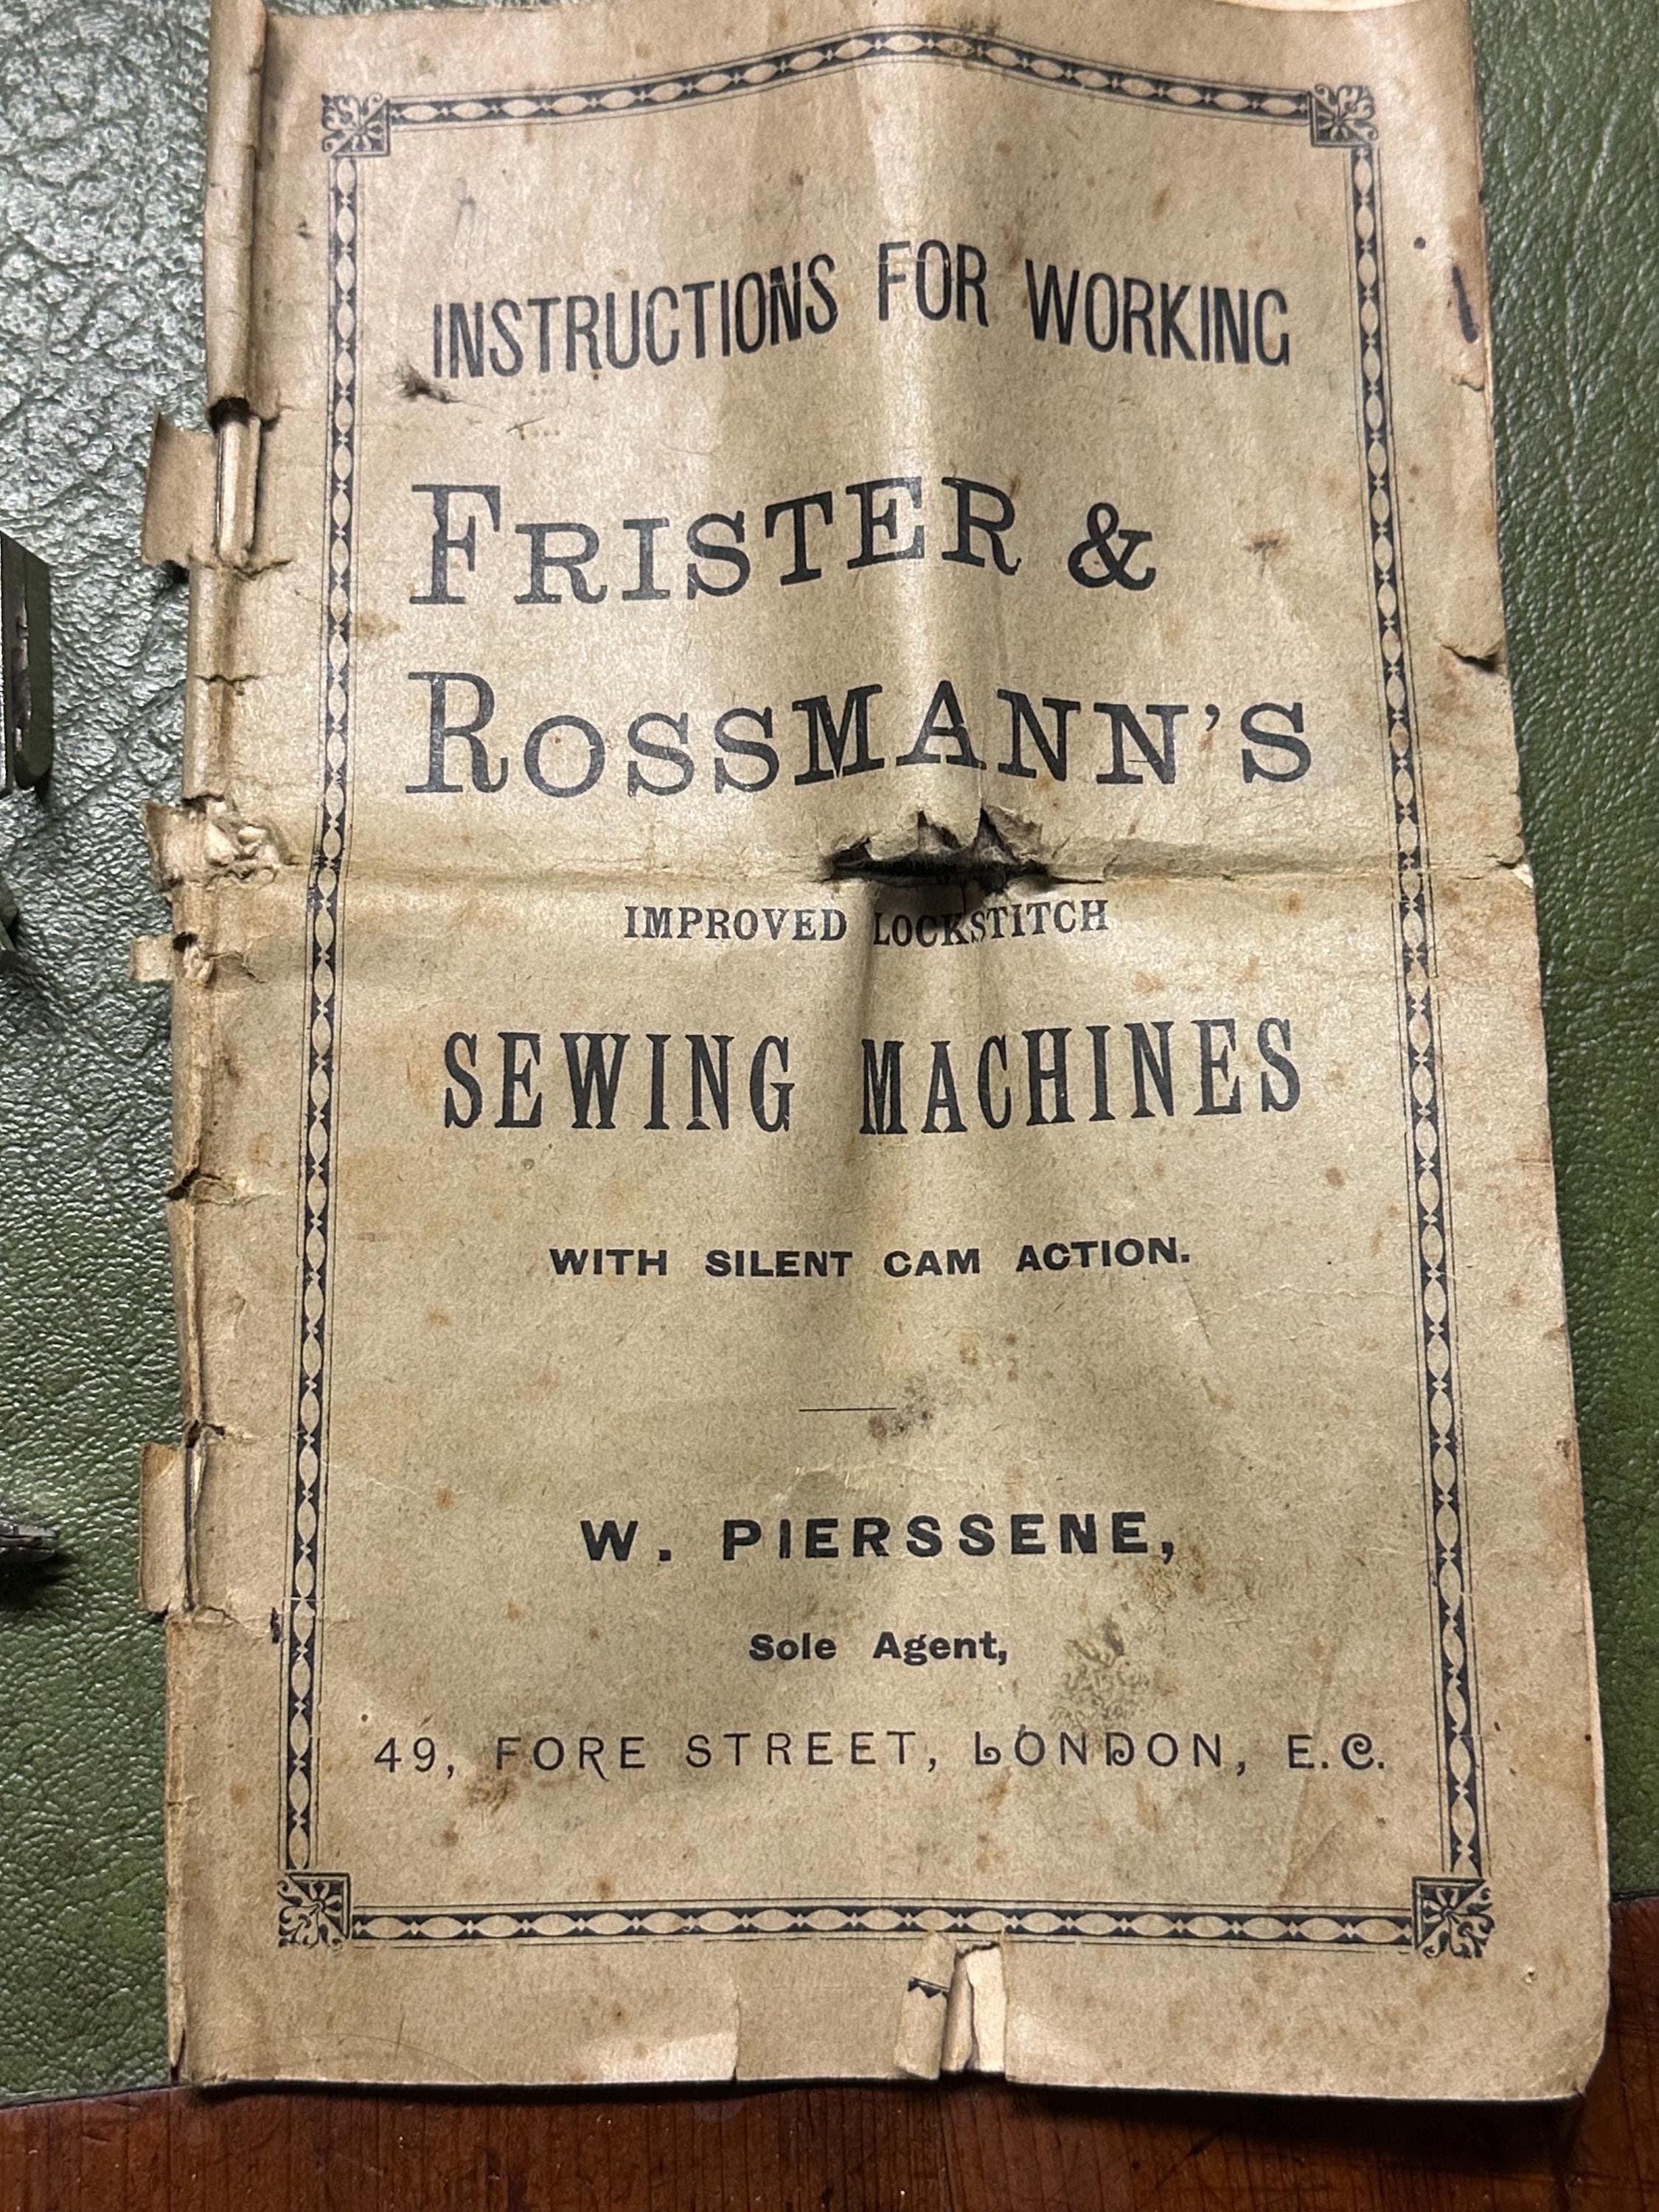 INSTRUCTIONS FOR WORKING
FRISTER &
ROSSMANN'S
IMPROVED LOCKSTITCH
SEWING MACHINES
WITH SILENT CAM ACTION.
W. PIERSSENE,
Sole Agent,
49, FORE STREET, LONDON, E.C.